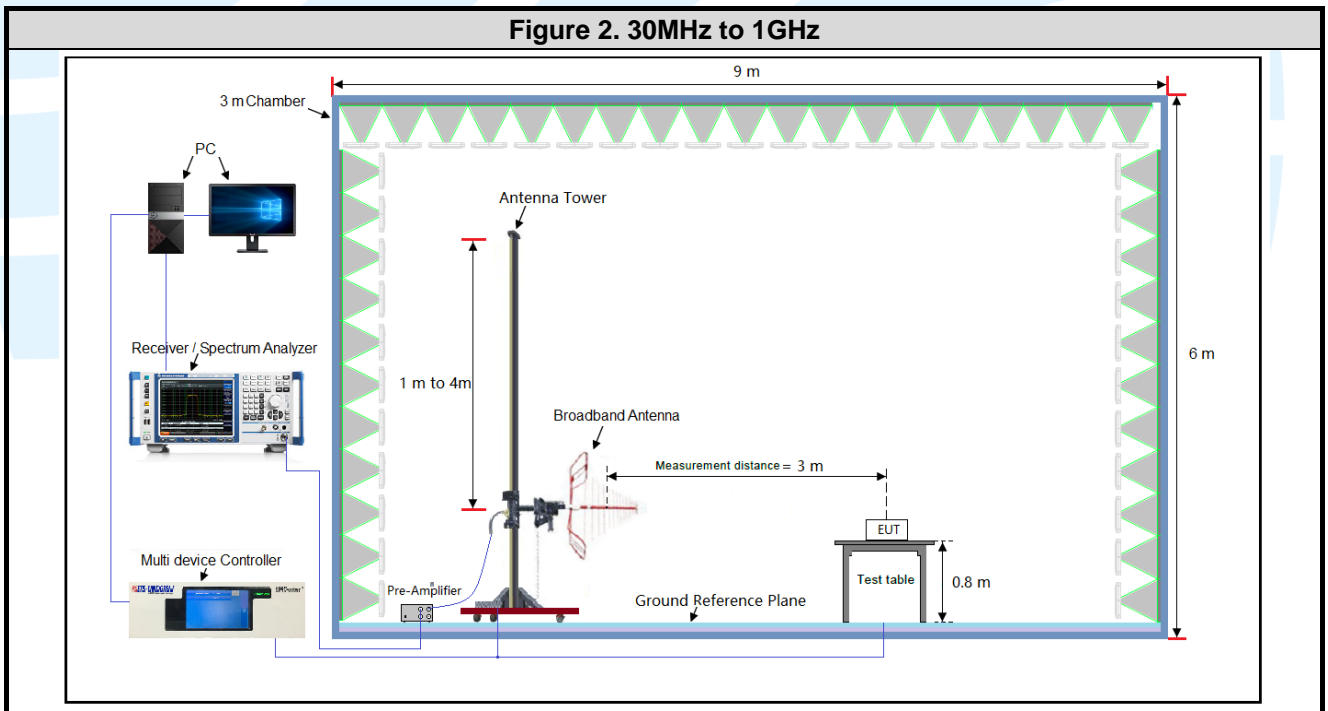 Figure 2. 30MHz to 1GHz
9 m
3 m Chamber
PC
Antenna Tower
Receiver / Spectrum Analyzer
1 m to 4m
6 m
Broadband Antenna
Measurement distance = 3 m
EUT
Multi device Controller
Test table
0.8 m
Pre-Amplifier
Ground Reference Plane